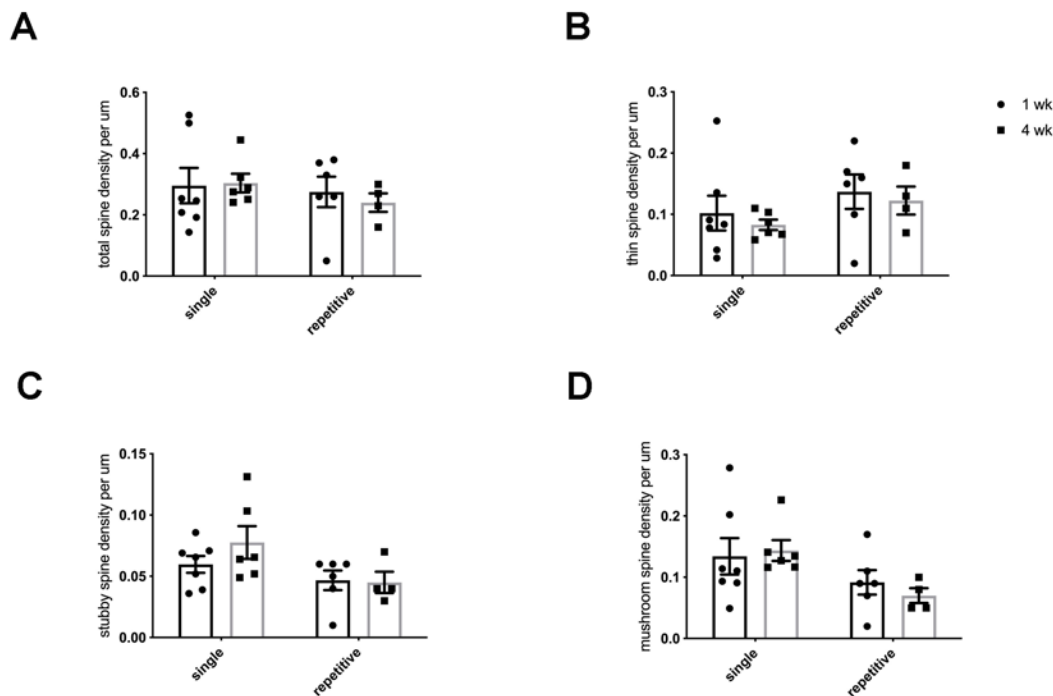 A
total spine density per um
0.6
0.4
0.2
0.0
single
repetitive
B
thin spine density per um
0.3
0.2
0.1
0.0
single
repetitive
1 wk
4 wk
C
stubby spine density per um
0.15
0.10
0.05
0.00
single
repetitive
D
mushroom spine density per um
0.3
0.2
0.1
0.0
single
repetitive